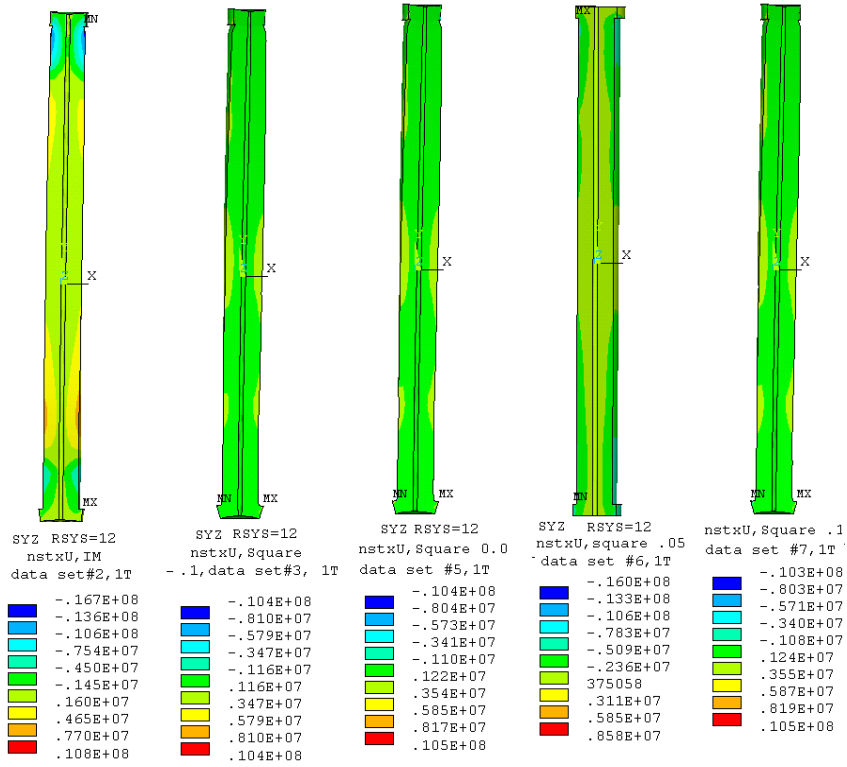 MN
X
SYZ RSYS=12
nstxU,IM
data set#2,1T
MX
-.167E+08
-.136E+08
-.106E+08
-.754E+07
-.450E+07
-.145E+07
.160E+07
.465E+07
.770E+07
.108E+08
X
MN
MX
SYZ RSYS=12
nstxU,Square
-.1,data set#3, 1T
-.104E+08
-.810E+07
-.579E+07
-.347E+07
-.116E+07
.116E+07
.347E+07
.579E+07
.810E+07
.104E+08
Y
X
MN
MX
SYZ RSYS=12
nstxU,Square 0.0
data set #5,1T
-.104E+08
-.804E+07
-.573E+07
-.341E+07
-.110E+07
.122E+07
.354E+07
.585E+07
.817E+07
.105E+08
MX
Z
SYZ RSYS=12
nstxU,square .05
data set #6,1T
-.160E+08
-.133E+08
-.106E+08
-.783E+07
-.509E+07
-.236E+07
375058
.311E+07
.585E+07
.858E+07
X
MN
MX
SYZ RSYS=12
nstxU,Square .1
data set #7,1T
-.103E+08
-.803E+07
-.571E+07
-.340E+07
-.108E+07
.124E+07
.355E+07
.587E+07
.819E+07
.105E+08